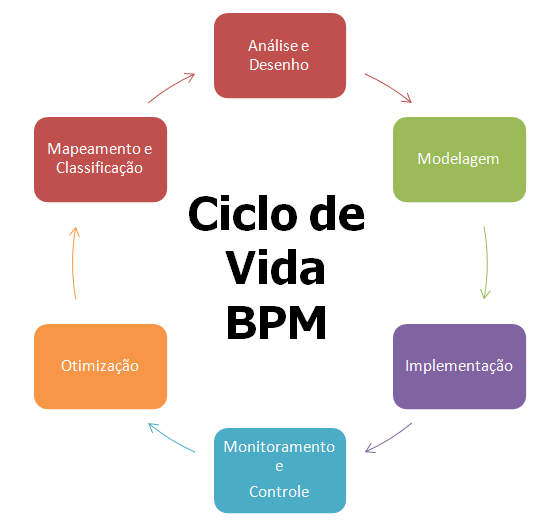 Análise e
Desenho
Mapeamento e
Classificação
Modelagem
Ciclo de
Vida
BPM
Otimização
Implementação
Monitoramento
e
Controle